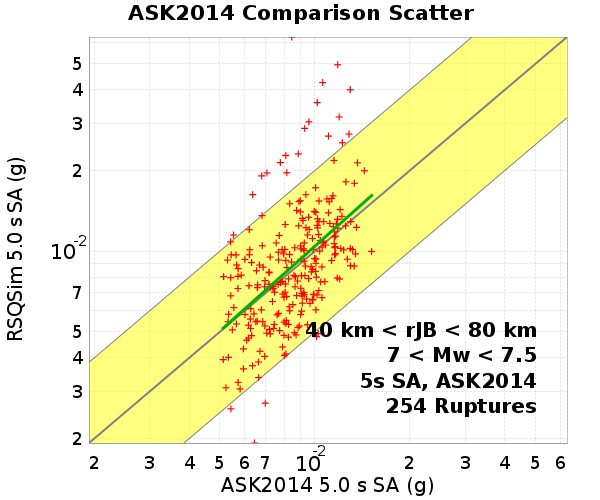 ASK2014 Comparison Scatter
RSQSim 5.0 s SA (g)
5
4
3
2
10-2
7
5
4
3
2
40 km < rJB < 80 km
7 < Mw < 7.5
5s SA, ASK2014
254 Ruptures
2 3 4 5 6 7 10-2 2 3 4 5 6
ASK2014 5.0 s SA (g)